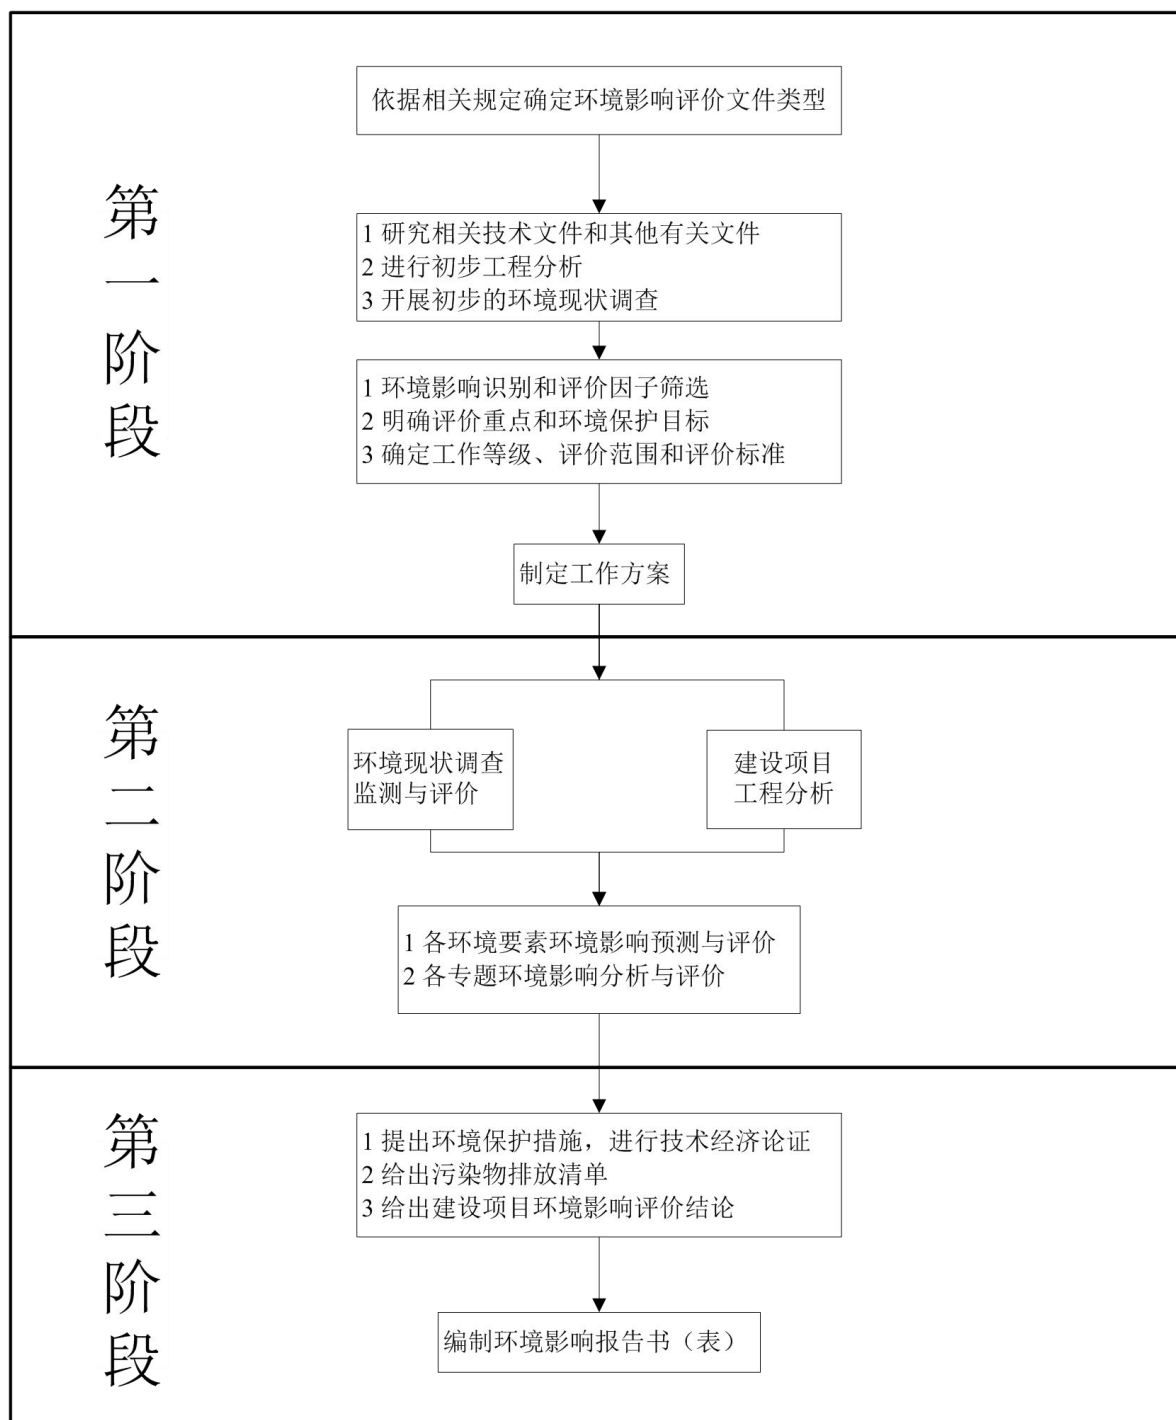 第一阶段
依据相关规定确定环境影响评价文件类型
1 研究相关技术文件和其他有关文件
2 进行初步工程分析
3 开展初步的环境现状调查
1 环境影响识别和评价因子筛选
2 明确评价重点和环境保护目标
3 确定工作等级、评价范围和评价标准
制定工作方案
第二阶段
环境现状调查
监测与评价
建设项目
工程分析
1 各环境要素环境影响预测与评价
2 各专题环境影响分析与评价
第三阶段
1 提出环境保护措施，进行技术经济论证
2 给出污染物排放清单
3 给出建设项目环境影响评价结论
编制环境影响报告书（表）